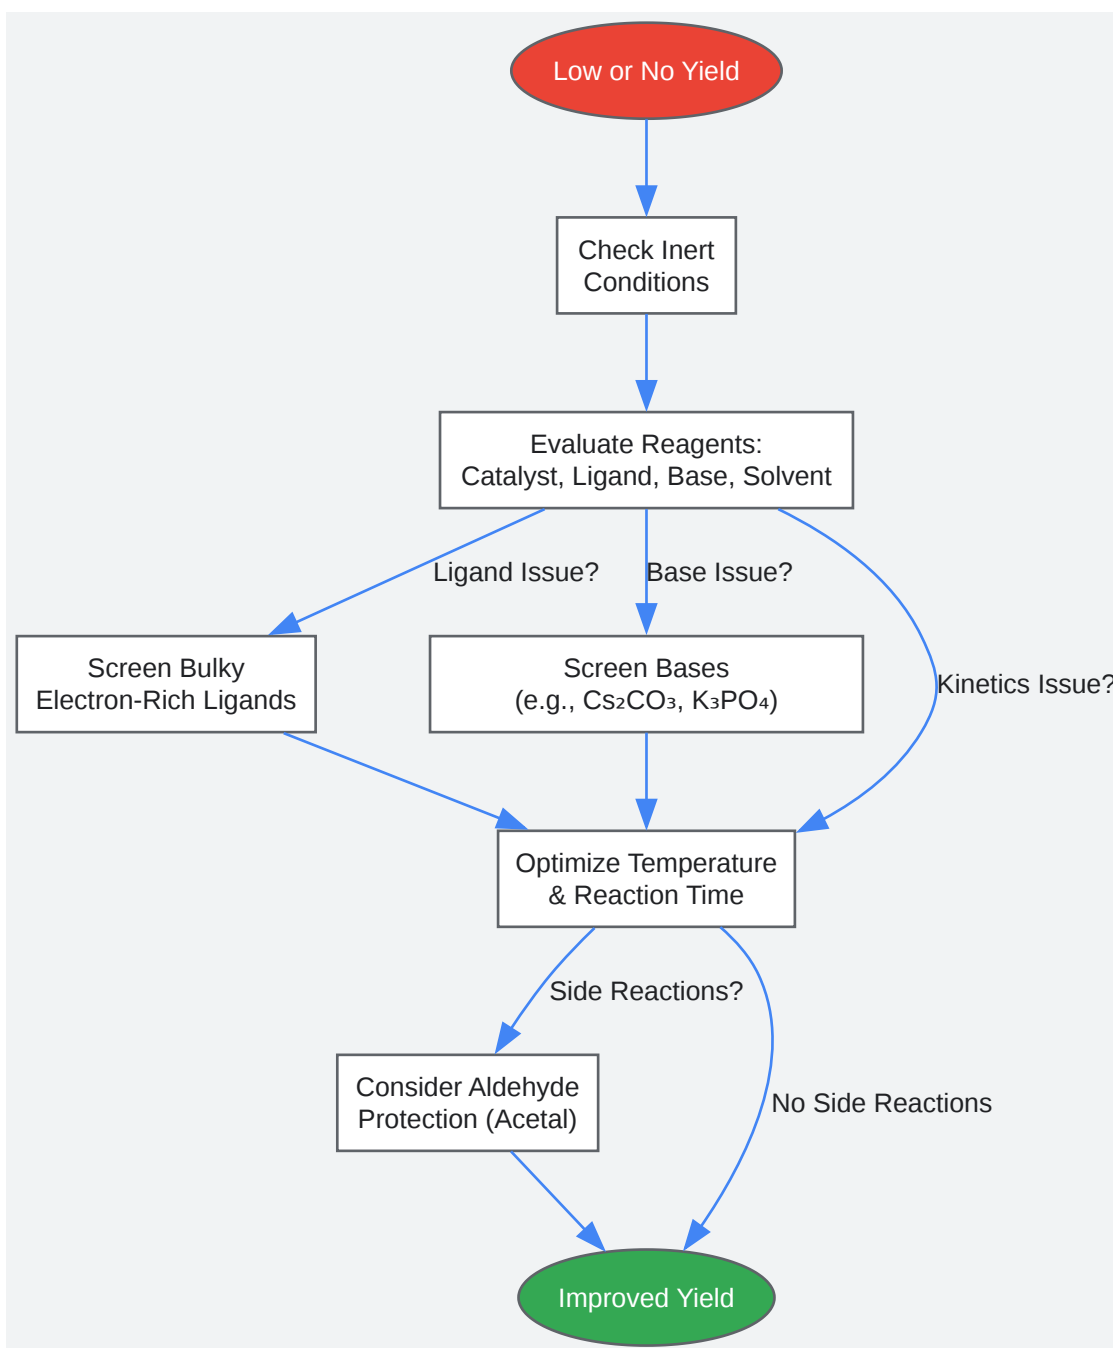 Low or No Yield
Check Inert
Conditions
Evaluate Reagents:
Catalyst, Ligand, Base, Solvent
Ligand Issue?
Base Issue?
Screen Bulky
Electron-Rich Ligands
Screen Bases
(e.g., Cs₂CO₃, K₃PO₄)
Kinetics Issue?
Optimize Temperature
& Reaction Time
Side Reactions?
Consider Aldehyde
Protection (Acetal)
No Side Reactions
Improved Yield